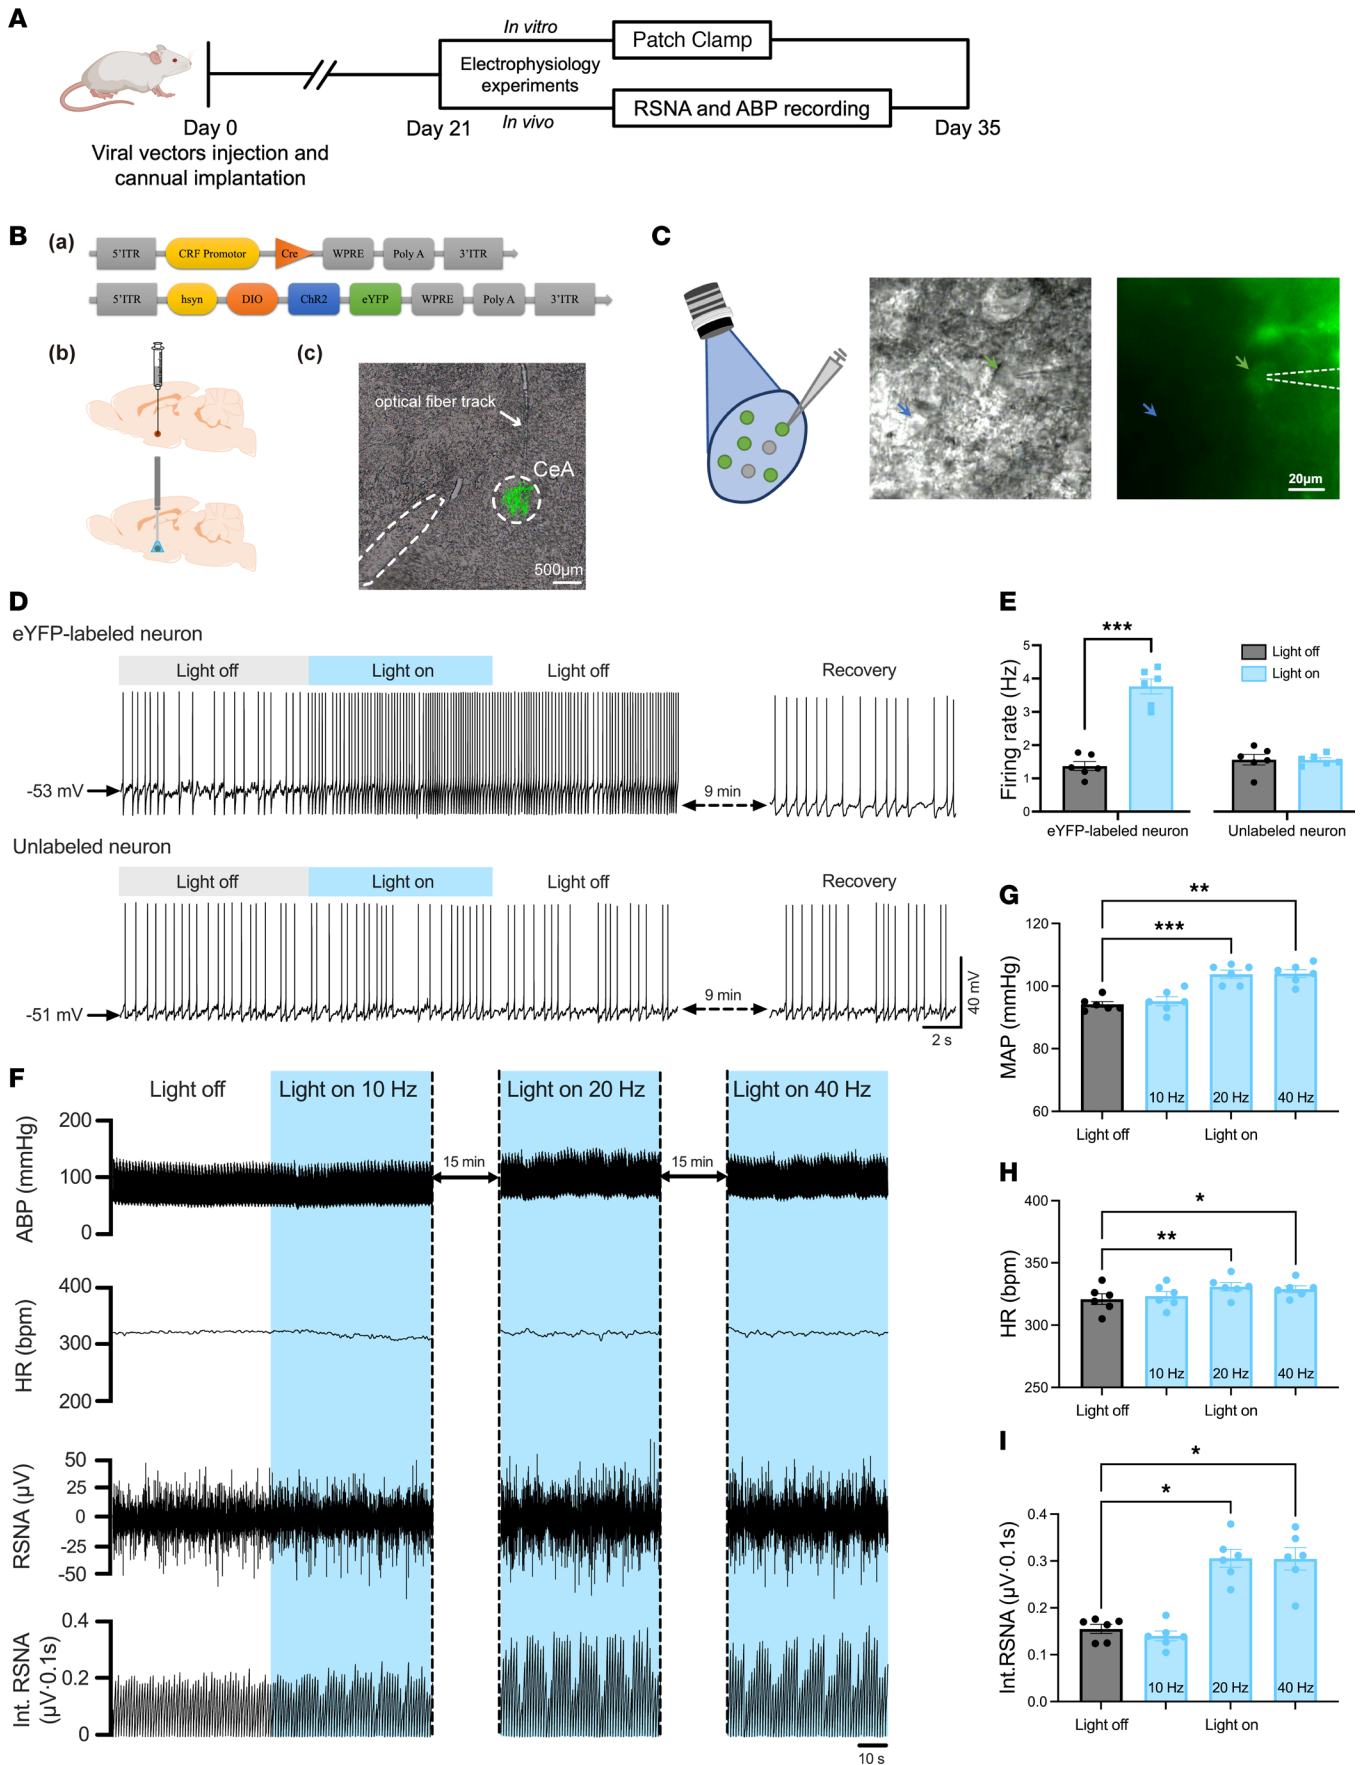 A
In vitro
Patch Clamp
Electrophysiology
experiments
RSNA and ABP recording
In vivo
Day 0
Day 21
Day 35
Viral vectors injection and
cannual implantation
B
(a)
5'ITR
CRF Promotor
Cre
WPRE
Poly A
3'ITR
5'ITR
hsyn
DIO
ChR2
eYFP
WPRE
Poly A
3'ITR
(b)
(c)
optical fiber track
CeA
500μm
C
20μm
D
eYFP-labeled neuron
Light off
Light on
Light off
Recovery
-53 mV
9 min
Unlabeled neuron
Light off
Light on
Light off
Recovery
-51 mV
9 min
40 mV
2 s
E
***
Light off
Light on
Firing rate (Hz)
5
4
3
2
1
0
eYFP-labeled neuron
Unlabeled neuron
F
Light off
Light on 10 Hz
Light on 20 Hz
Light on 40 Hz
ABP (mmHg)
200
100
0
15 min
15 min
HR (bpm)
400
300
200
RSNA (μV)
50
25
0
-25
-50
Int. RSNA
(μV·0.1s)
0.4
0.2
0
10 s
G
**
***
MAP (mmHg)
120
100
80
60
10 Hz
20 Hz
40 Hz
Light off
Light on
H
*
**
HR (bpm)
400
350
300
250
10 Hz
20 Hz
40 Hz
Light off
Light on
I
*
*
Int.RSNA (μV·0.1s)
0.4
0.3
0.2
0.1
0.0
10 Hz
20 Hz
40 Hz
Light off
Light on